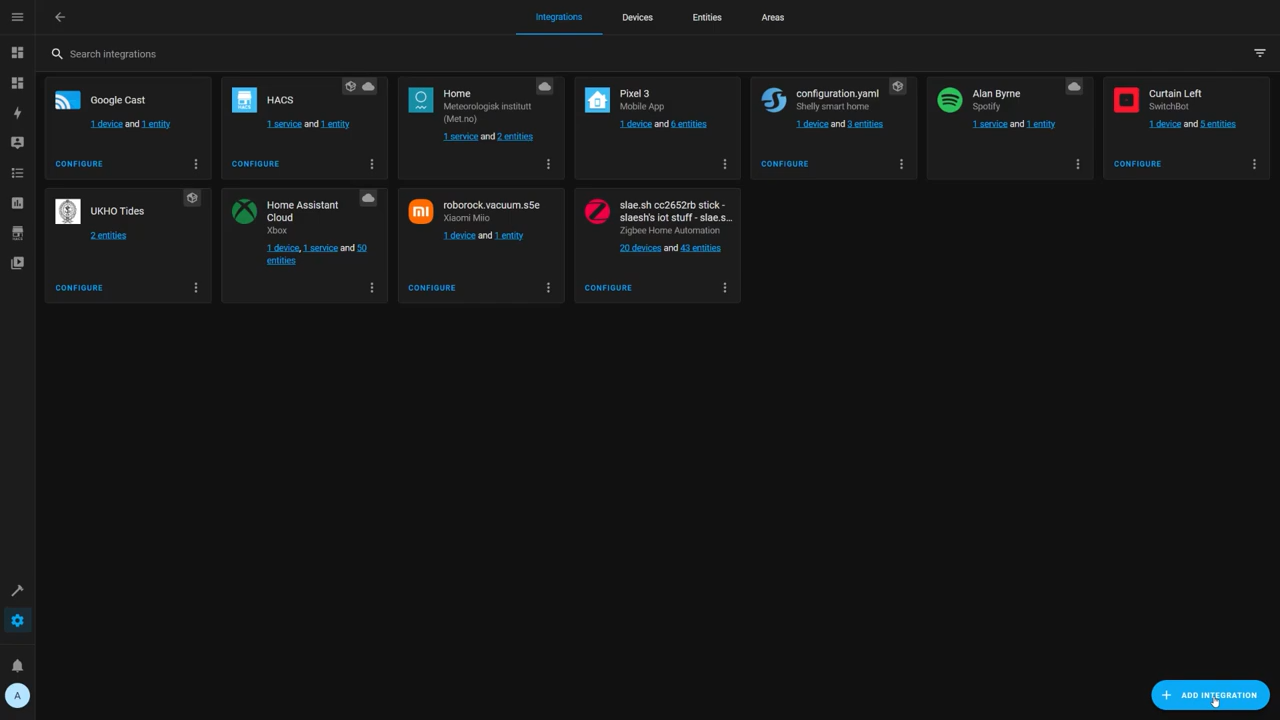 Integrations
Devices
Entities
Areas
Search integrations
Google Cast
1 device and 1 entity
CONFIGURE
HACS
HACS
1 service and 1 entity
CONFIGURE
Home
Meteorologisk institutt
(Met.no)
1 service and 2 entities
Pixel 3
Mobile App
1 device and 6 entities
configuration.yaml
Shelly smart home
1 device and 3 entities
CONFIGURE
Alan Byrne
Spotify
1 service and 1 entity
Curtain Left
SwitchBot
1 device and 5 entities
CONFIGURE
UKHO Tides
2 entities
CONFIGURE
Home Assistant
Cloud
Xbox
1 device, 1 service and 50
entities
mi
roborock.vacuum.s5e
Xiaomi Miio
1 device and 1 entity
CONFIGURE
slae.sh cc2652rb stick -
slaesh's iot stuff - slae.s...
Zigbee Home Automation
20 devices and 43 entities
CONFIGURE
A
+ ADD INTEGRATION